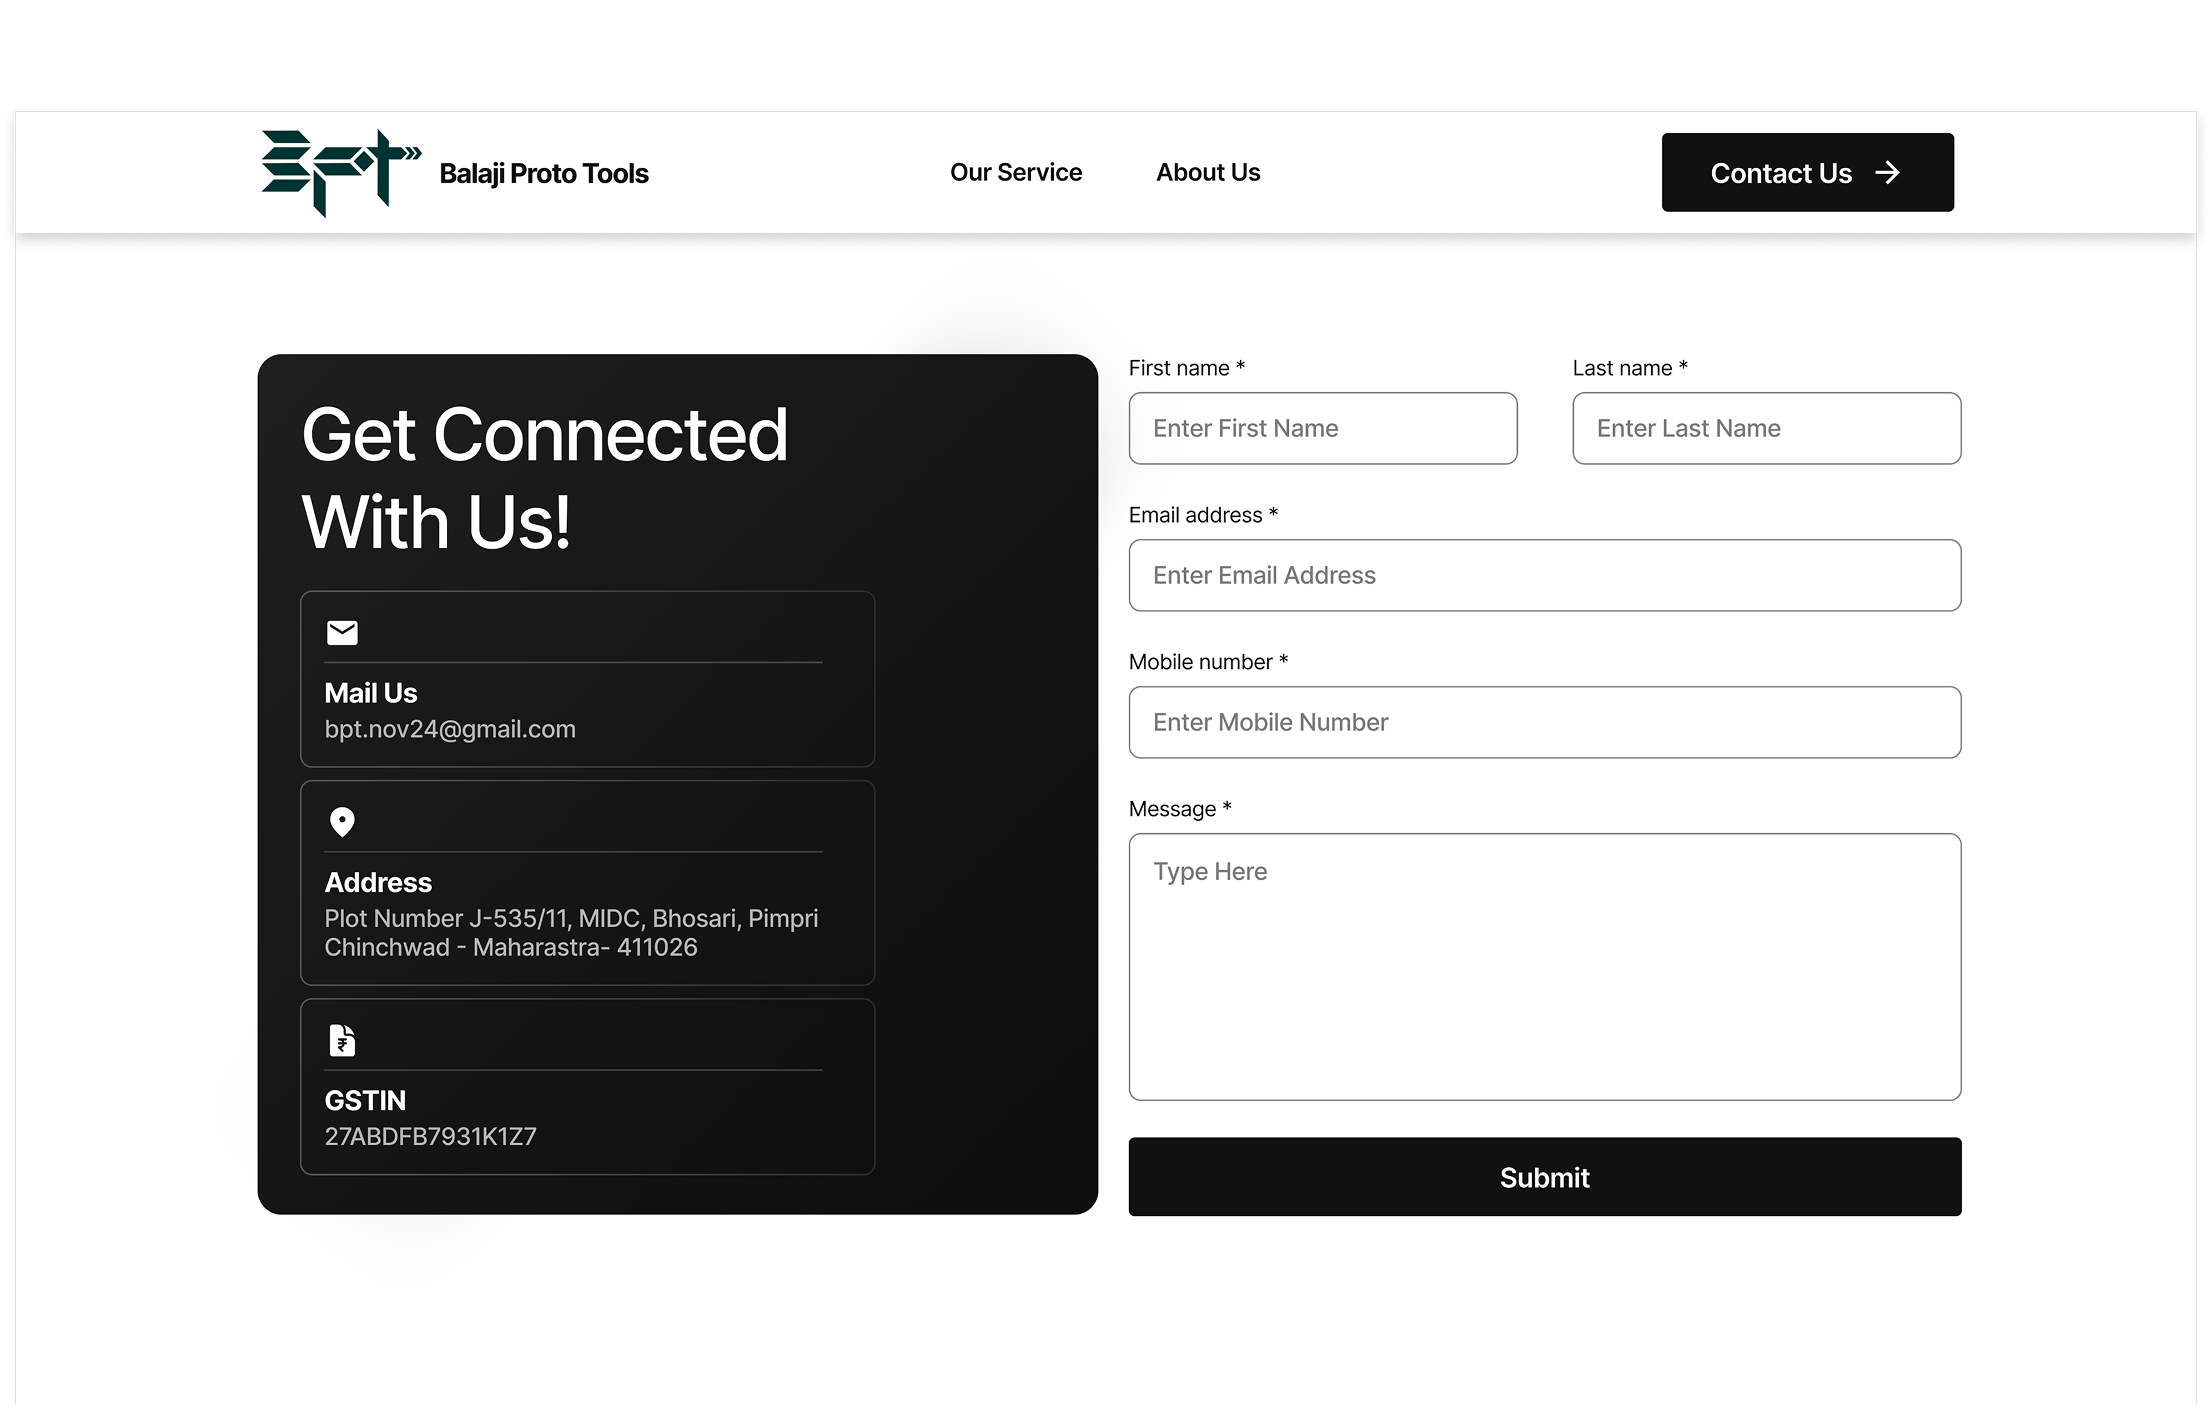 BPT
Balaji Proto Tools
Our Service
About Us
Contact Us
Get Connected
With Us!
Mail Us
bpt.nov24@gmail.com
Address
Plot Number J-535/11, MIDC, Bhosari, Pimpri
Chinchwad - Maharastra- 411026
₹
GSTIN
27ABDFB7931K1Z7
First name *
Last name *
Enter First Name
Enter Last Name
Email address *
Enter Email Address
Mobile number *
Enter Mobile Number
Message *
Type Here
Submit